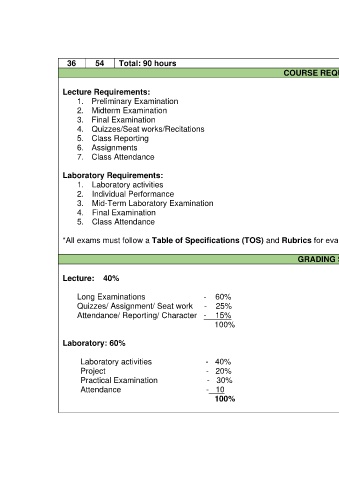 36 54 Total: 90 hours
COURSE REQU
Lecture Requirements:
1. Preliminary Examination
2. Midterm Examination
3. Final Examination
4. Quizzes/Seat works/Recitations
5. Class Reporting
6. Assignments
7. Class Attendance
Laboratory Requirements:
1. Laboratory activities
2. Individual Performance
3. Mid-Term Laboratory Examination
4. Final Examination
5. Class Attendance
*All exams must follow a Table of Specifications (TOS) and Rubrics for eva
GRADING S
Lecture: 40%
Long Examinations - 60%
Quizzes/ Assignment/ Seat work - 25%
Attendance/ Reporting/ Character - 15%
100%
Laboratory: 60%
Laboratory activities - 40%
Project - 20%
Practical Examination - 30%
Attendance - 10
100%